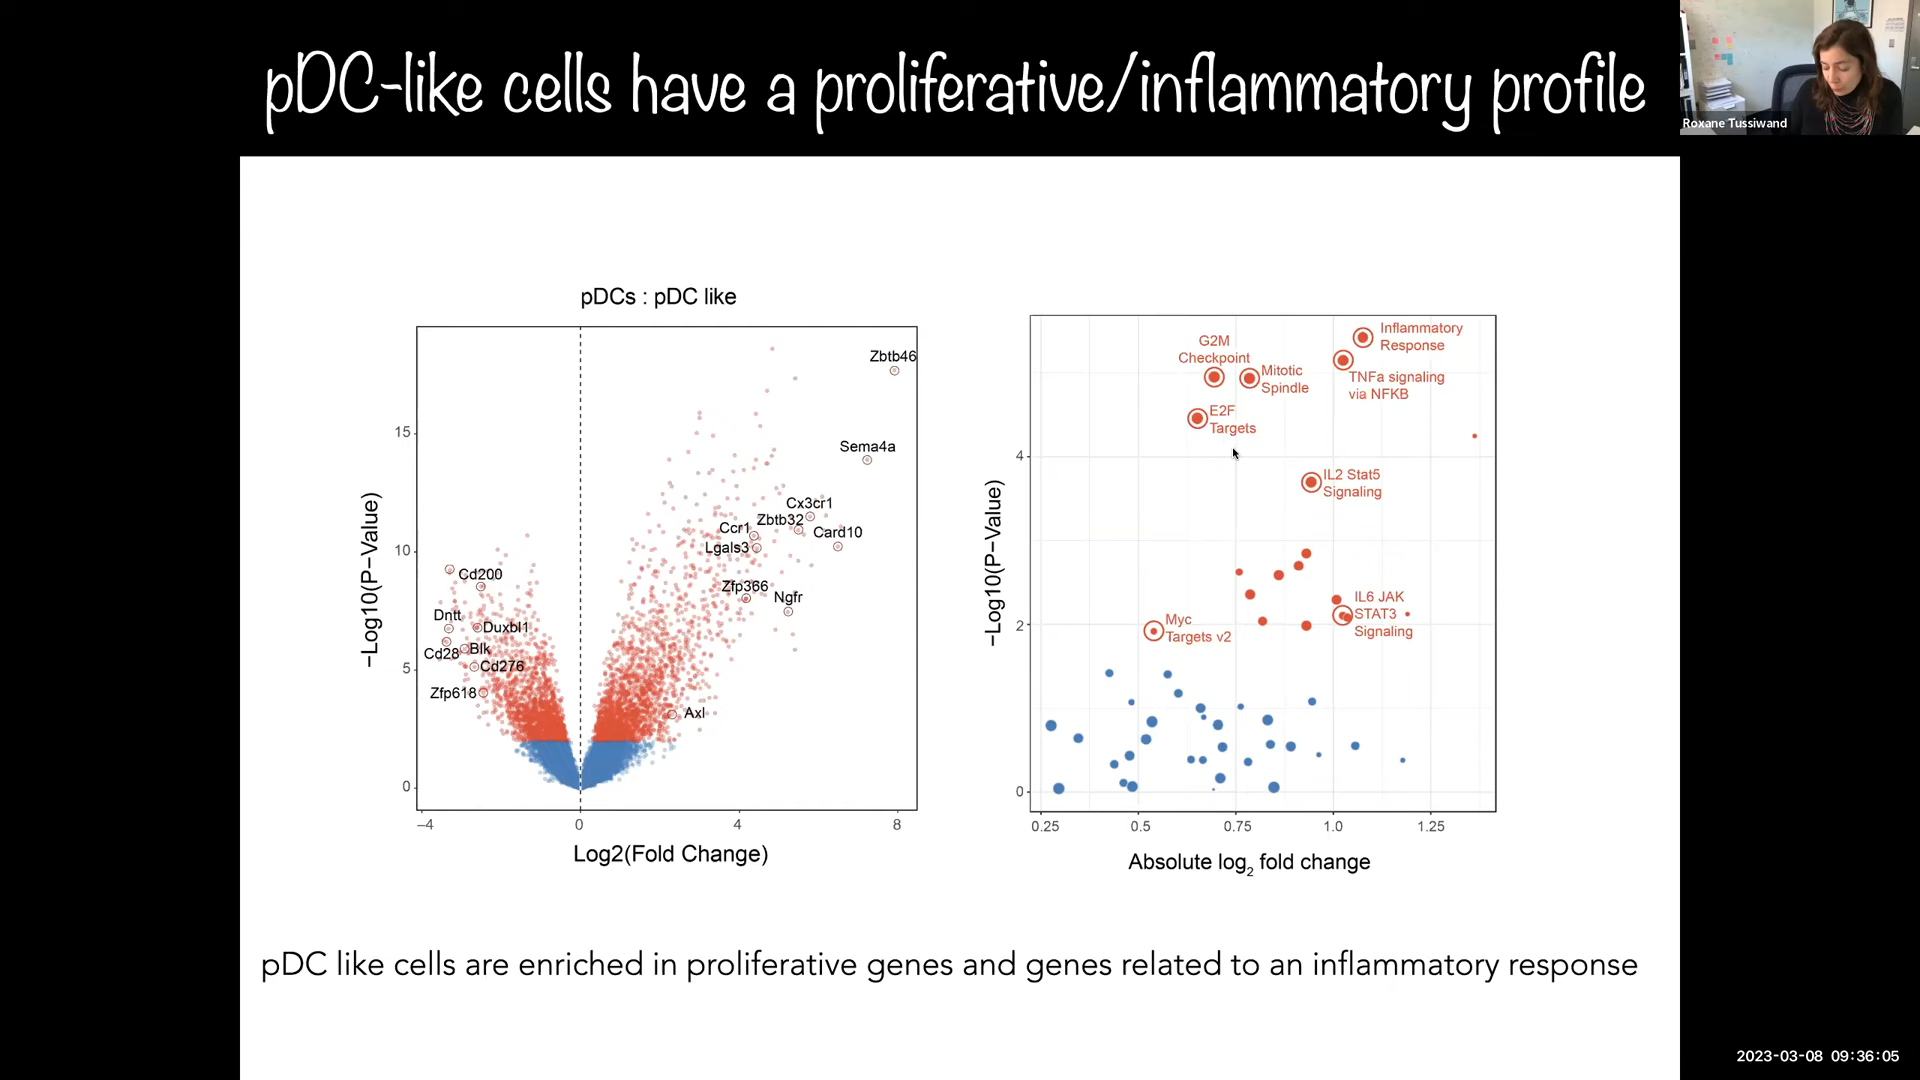 pDC-like cells have a proliferative/inflammatory profile
Roxane Tussiwand
pDCs : pDC like
Zbtb46
Sema4a
Cx3cr1
Zbtb32
Ccr1
Card10
Lgals3
Zfp366
Ngfr
Cd200
Dntt
Duxbl1
Cd28
Blk
Cd276
Zfp618
Axl
15
10
5
0
−Log10(P−Value)
−4
0
4
8
Log2(Fold Change)
Inflammatory
Response
G2M
Checkpoint
Mitotic
Spindle
TNFa signaling
via NFKB
E2F
Targets
IL2 Stat5
Signaling
IL6 JAK
STAT3
Signaling
Myc
Targets v2
4
2
0
−Log10(P−Value)
0.25
0.5
0.75
1.0
1.25
Absolute log2 fold change
pDC like cells are enriched in proliferative genes and genes related to an inflammatory response
2023-03-08 09:36:05